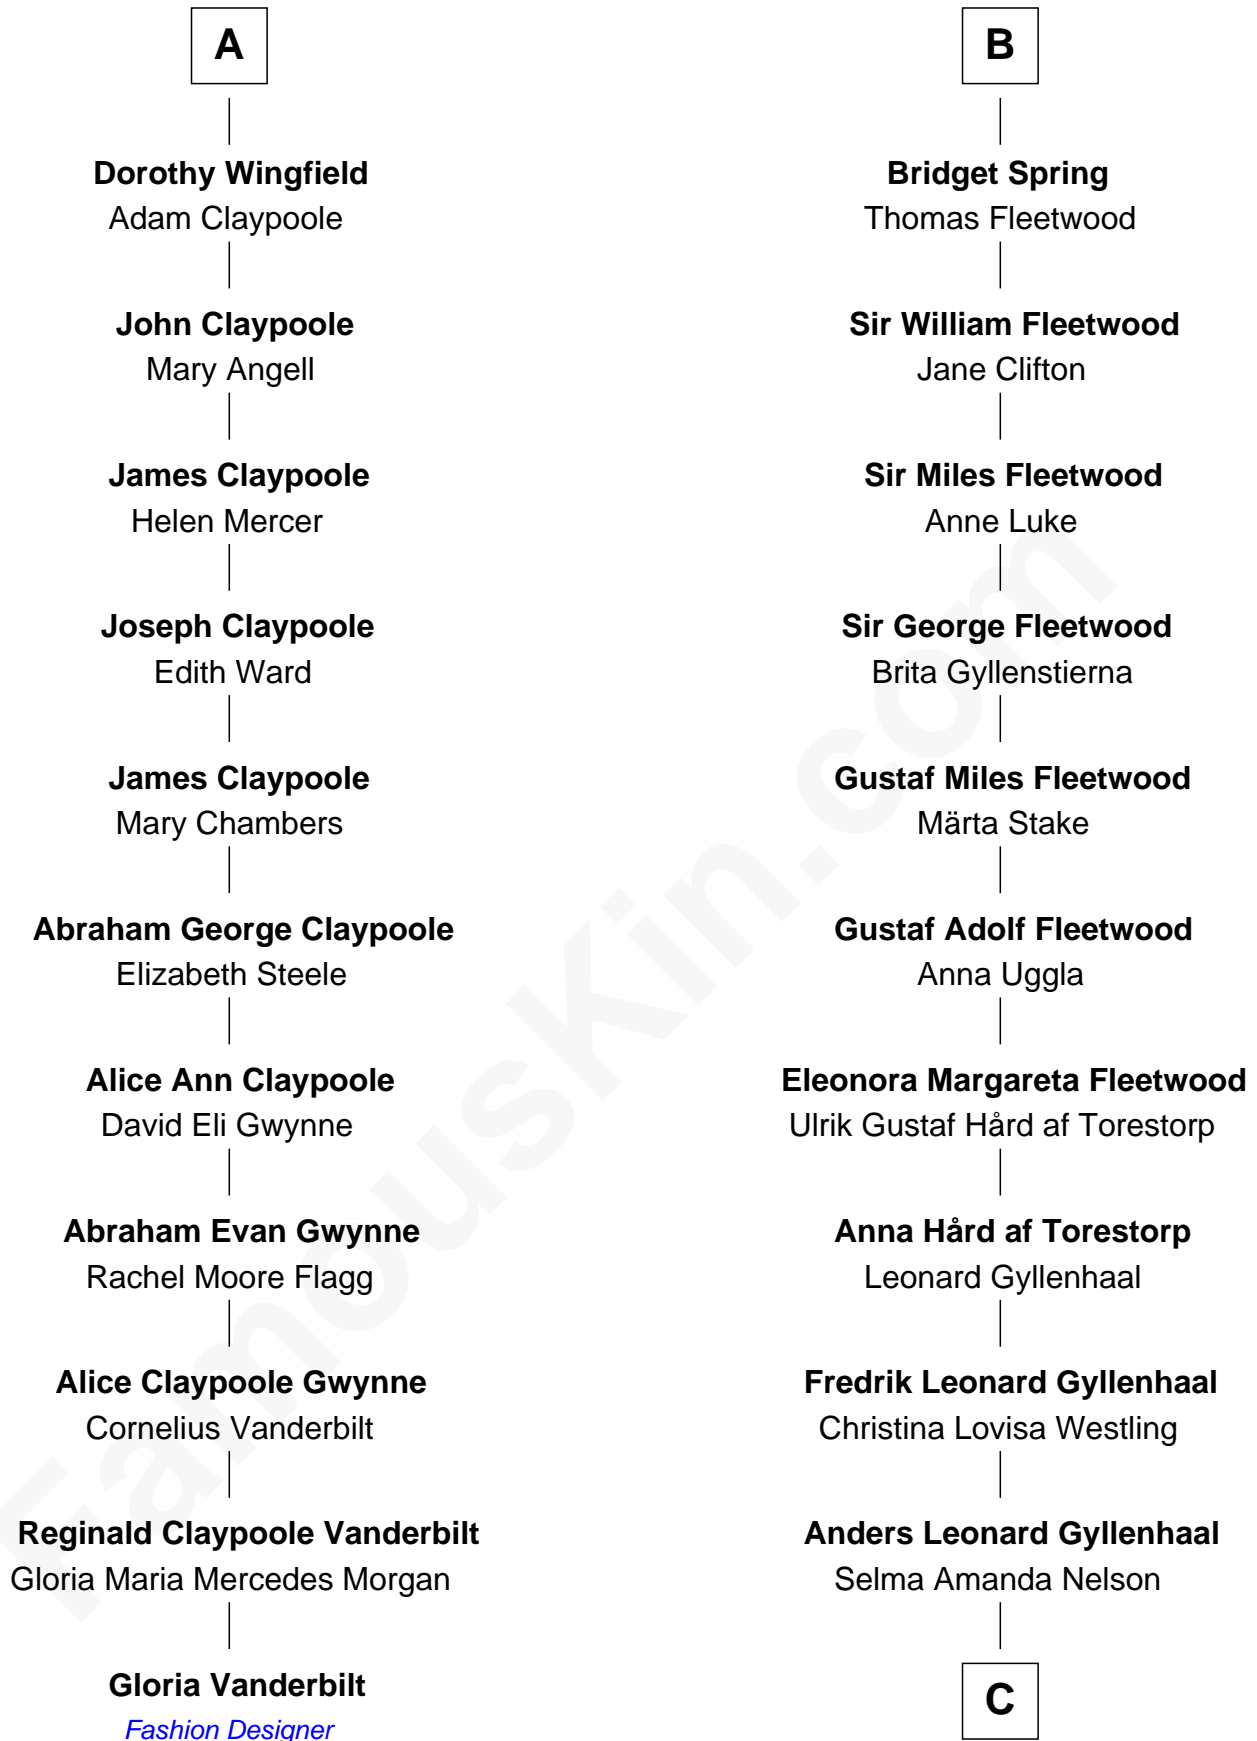 A
Dorothy Wingfield
Adam Claypoole
John Claypoole
Mary Angell
James Claypoole
Helen Mercer
Joseph Claypoole
Edith Ward
James Claypoole
Mary Chambers
Abraham George Claypoole
Elizabeth Steele
Alice Ann Claypoole
David Eli Gwynne
Abraham Evan Gwynne
Rachel Moore Flagg
Alice Claypoole Gwynne
Cornelius Vanderbilt
Reginald Claypoole Vanderbilt
Gloria Maria Mercedes Morgan
Gloria Vanderbilt
Fashion Designer
B
Bridget Spring
Thomas Fleetwood
Sir William Fleetwood
Jane Clifton
Sir Miles Fleetwood
Anne Luke
Sir George Fleetwood
Brita Gyllenstierna
Gustaf Miles Fleetwood
Märta Stake
Gustaf Adolf Fleetwood
Anna Uggla
Eleonora Margareta Fleetwood
Ulrik Gustaf Hård af Torestorp
Anna Hård af Torestorp
Leonard Gyllenhaal
Fredrik Leonard Gyllenhaal
Christina Lovisa Westling
Anders Leonard Gyllenhaal
Selma Amanda Nelson
C
FamousKin.com